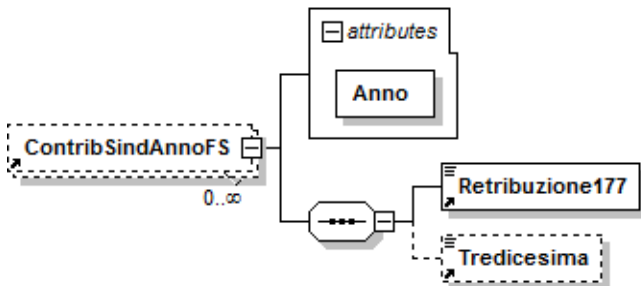 attributes
Anno
ContribSindAnnoFS
0..∞
Retribuzione177
Tredicesima